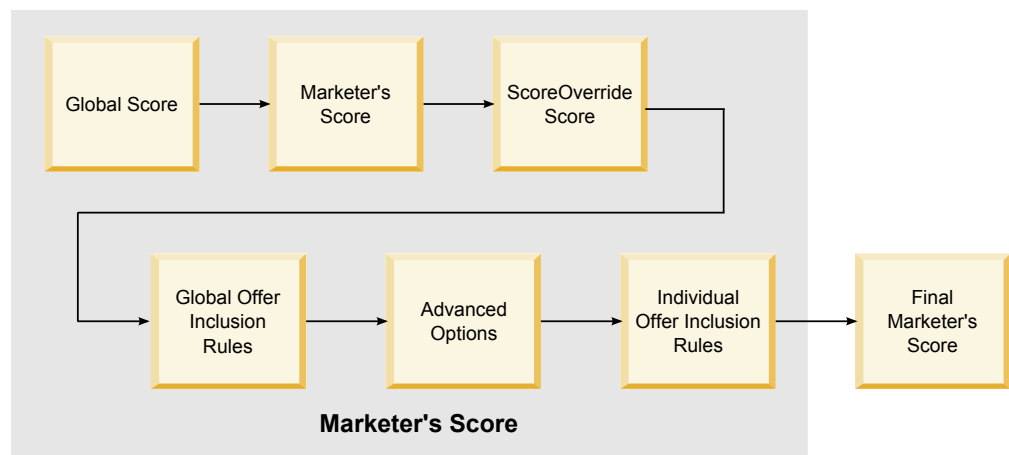 Global Score
Marketer's
Score
ScoreOverride
Score
Global Offer
Inclusion
Rules
Advanced
Options
Individual
Offer Inclusion
Rules
Final
Marketer's
Score
Marketer's Score